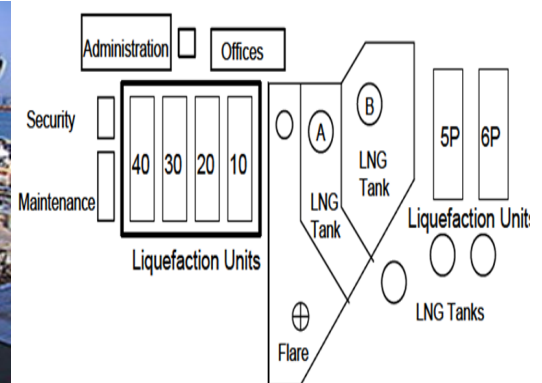 Administration
Offices
Security
Maintenance
40 30 20 10
Liquefaction Units
A
LNG
Tank
B
LNG
Tank
Flare
5P 6P
Liquefaction Unit
LNG Tanks